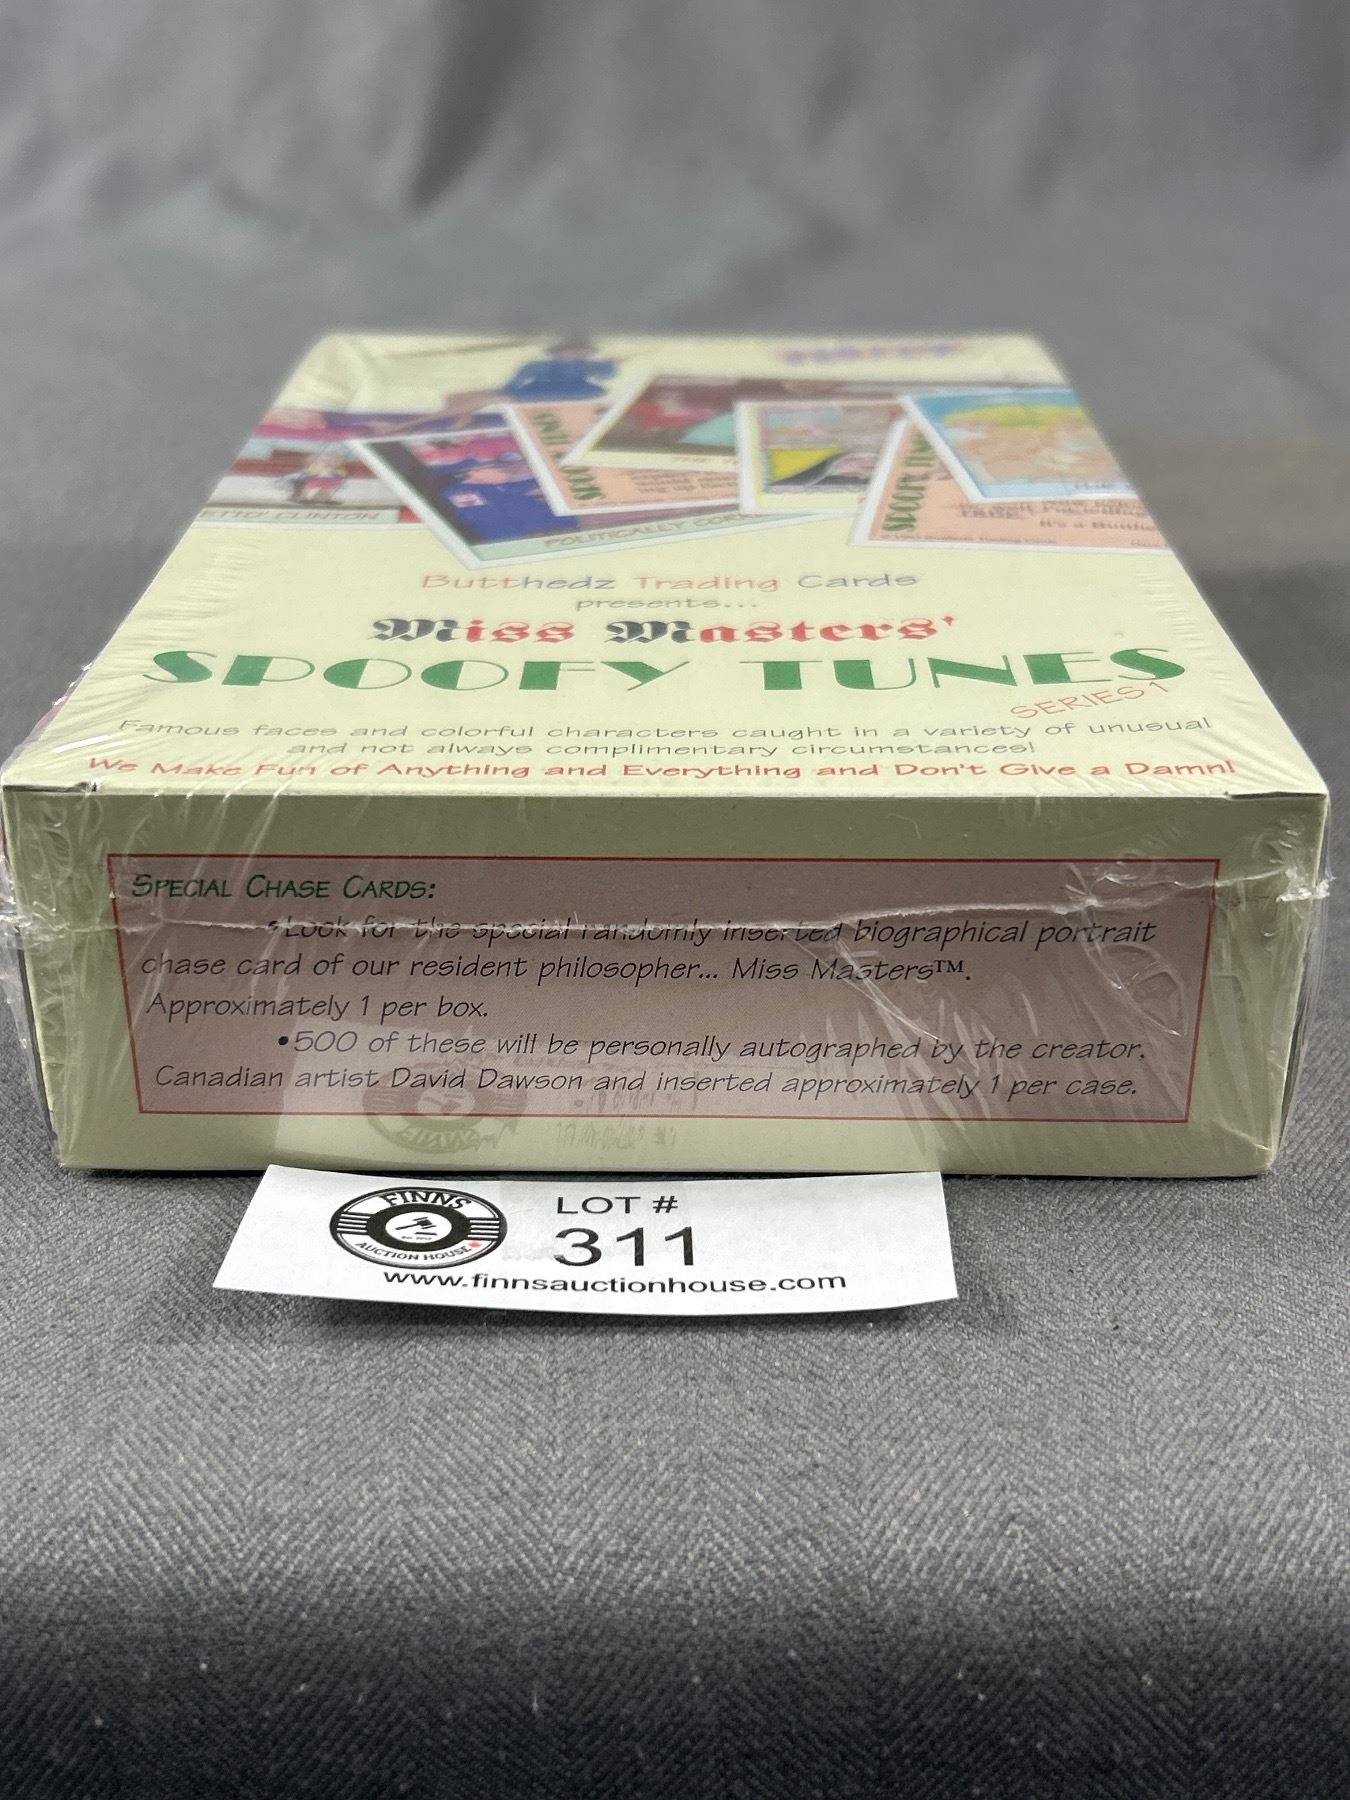 SPOOFY TUNES
POLITICALLY
Butthedz Trading Cards
presents...
Miss Masters'
SPOOFY TUNES
SERIES 1
Famous faces and colorful characters caught in a variety of unusual
and not always complimentary circumstances!
We Make Fun of Anything and Everything and Don't Give a Damn!
SPECIAL CHASE CARDS:
•Look for the special randomly inserted biographical portrait
chase card of our resident philosopher... Miss Masters™.
Approximately 1 per box.
•500 of these will be personally autographed by the creator,
Canadian artist David Dawson and inserted approximately 1 per case.
FINNS
AUCTION HOUSE
LOT #
311
www.finnsauctionhouse.com